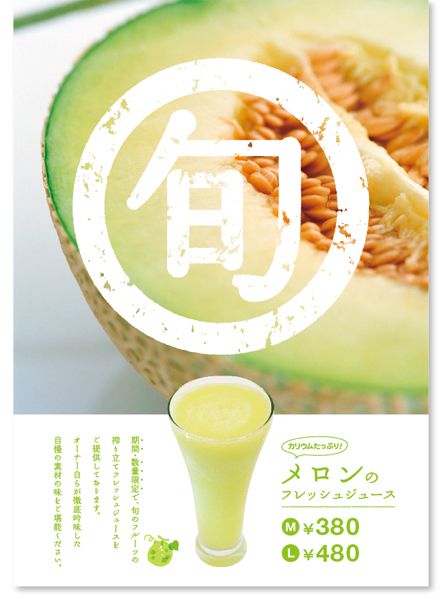 旬
期間・数量限定で、旬のフルーツの
搾り立てフレッシュジュースを
ご提供しております。
オーナー自らが徹底吟味した
自慢の素材の味をご堪能ください。
カリウムたっぷり!
メロンの
フレッシュジュース
M ¥380
L ¥480